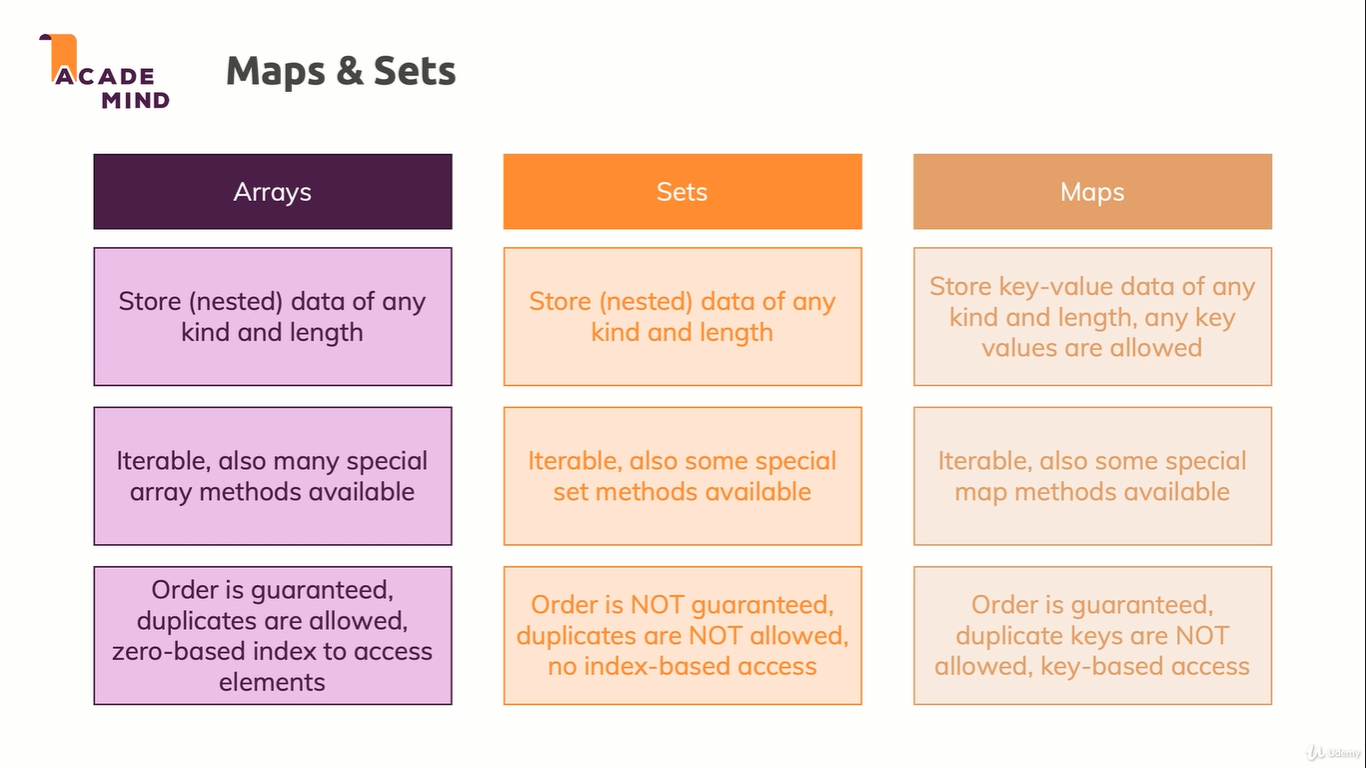 ACADE
MIND
Maps & Sets
Arrays
Store (nested) data of any
kind and length
Iterable, also many special
array methods available
Order is guaranteed,
duplicates are allowed,
zero-based index to access
elements
Sets
Store (nested) data of any
kind and length
Iterable, also some special
set methods available
Order is NOT guaranteed,
duplicates are NOT allowed,
no index-based access
Maps
Store key-value data of any
kind and length, any key
values are allowed
Iterable, also some special
map methods available
Order is guaranteed,
duplicate keys are NOT
allowed, key-based access
Udemy